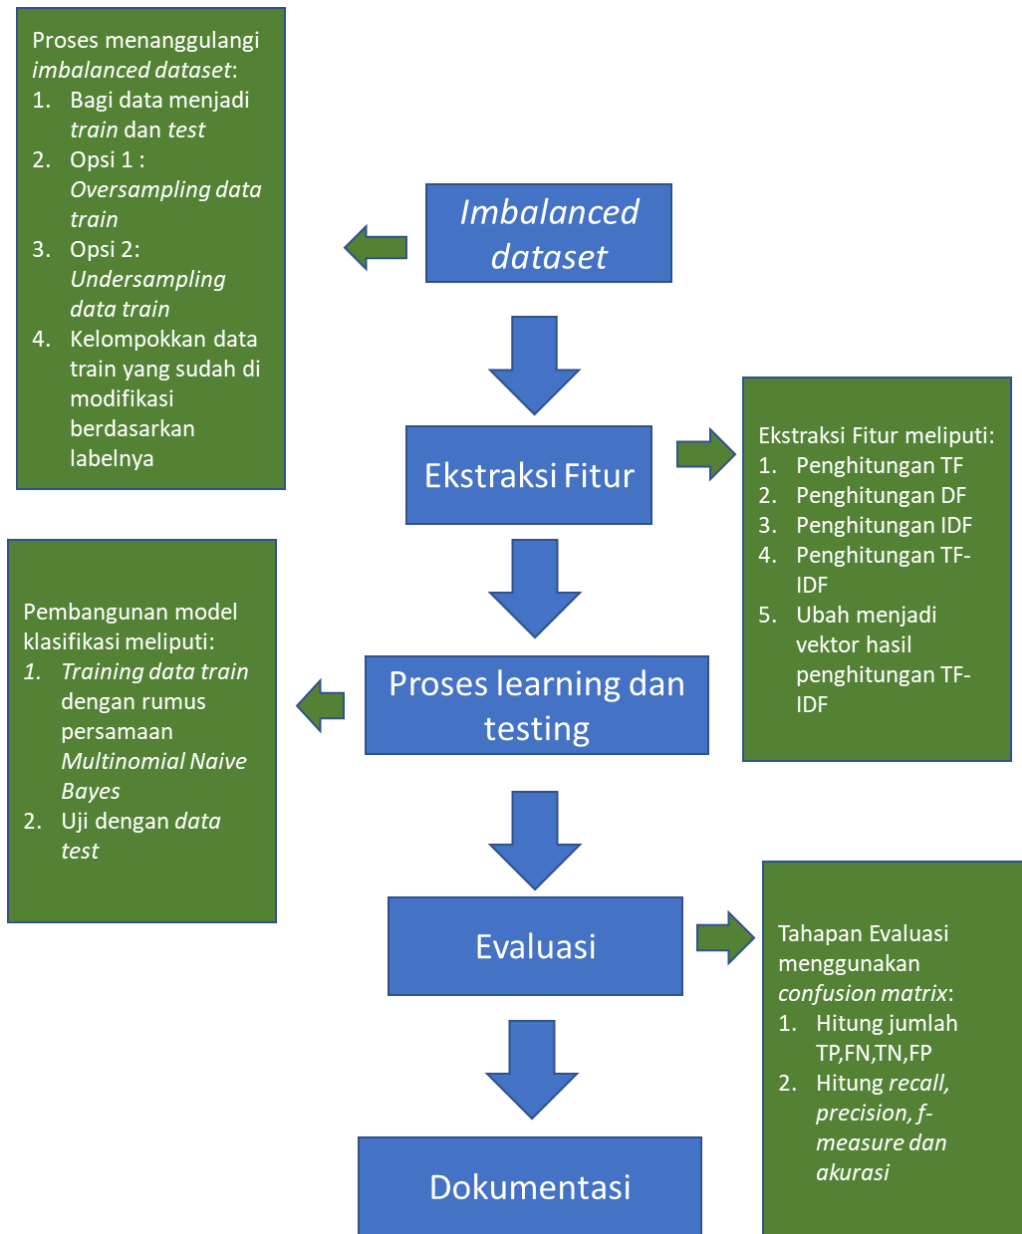 Proses menanggulangi
imbalanced dataset:
1. Bagi data menjadi
train dan test
2. Opsi 1 :
Oversampling data
train
3. Opsi 2:
Undersampling
data train
4. Kelompokkan data
train yang sudah di
modifikasi
berdasarkan
labelnya
Imbalanced
dataset
Ekstraksi Fitur
Ekstraksi Fitur meliputi:
1. Penghitungan TF
2. Penghitungan DF
3. Penghitungan IDF
4. Penghitungan TF-
IDF
5. Ubah menjadi
vektor hasil
penghitungan TF-
IDF
Proses learning dan
testing
Pembangunan model
klasifikasi meliputi:
1. Training data train
dengan rumus
persamaan
Multinomial Naive
Bayes
2. Uji dengan data
test
Evaluasi
Tahapan Evaluasi
menggunakan
confusion matrix:
1. Hitung jumlah
TP,FN,TN,FP
2. Hitung recall,
precision, f-
measure dan
akurasi
Dokumentasi